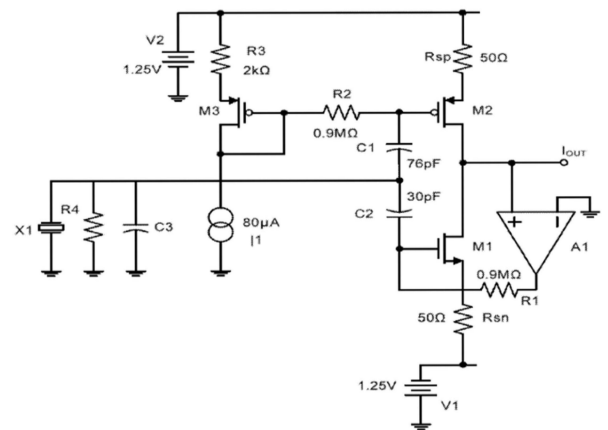 V2
1.25V
R3
2kΩ
Rsp
50Ω
M3
R2
0.9MΩ
M2
C1
76pF
IOUT
30pF
C2
R4
X1
C3
80µA
|1
M1
+
A1
0.9MΩ
R1
50Ω
Rsn
1.25V
V1